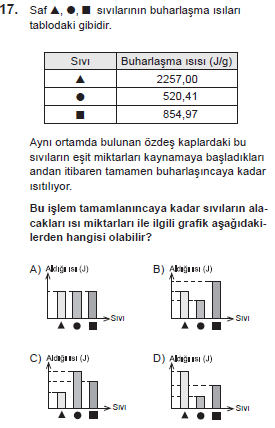 17. Saf ▲, ●, ■ sıvılarının buharlaşma ısıları
tablodaki gibidir.
Sıvı Buharlaşma ısısı (J/g)
▲ 2257,00
● 520,41
■ 854,97
Aynı ortamda bulunan özdeş kaplardaki bu
sıvıların eşit miktarları kaynamaya başladıkları
andan itibaren tamamen buharlaşıncaya kadar
ısıtılıyor.
Bu işlem tamamlanıncaya kadar sıvıların ala-
cakları ısı miktarları ile ilgili grafik aşağıdaki-
lerden hangisi olabilir?
A) Aldığı ısı (J)
Sıvı
▲ ● ■
B) Aldığı ısı (J)
Sıvı
▲ ● ■
C) Aldığı ısı (J)
Sıvı
▲ ● ■
D) Aldığı ısı (J)
Sıvı
▲ ● ■